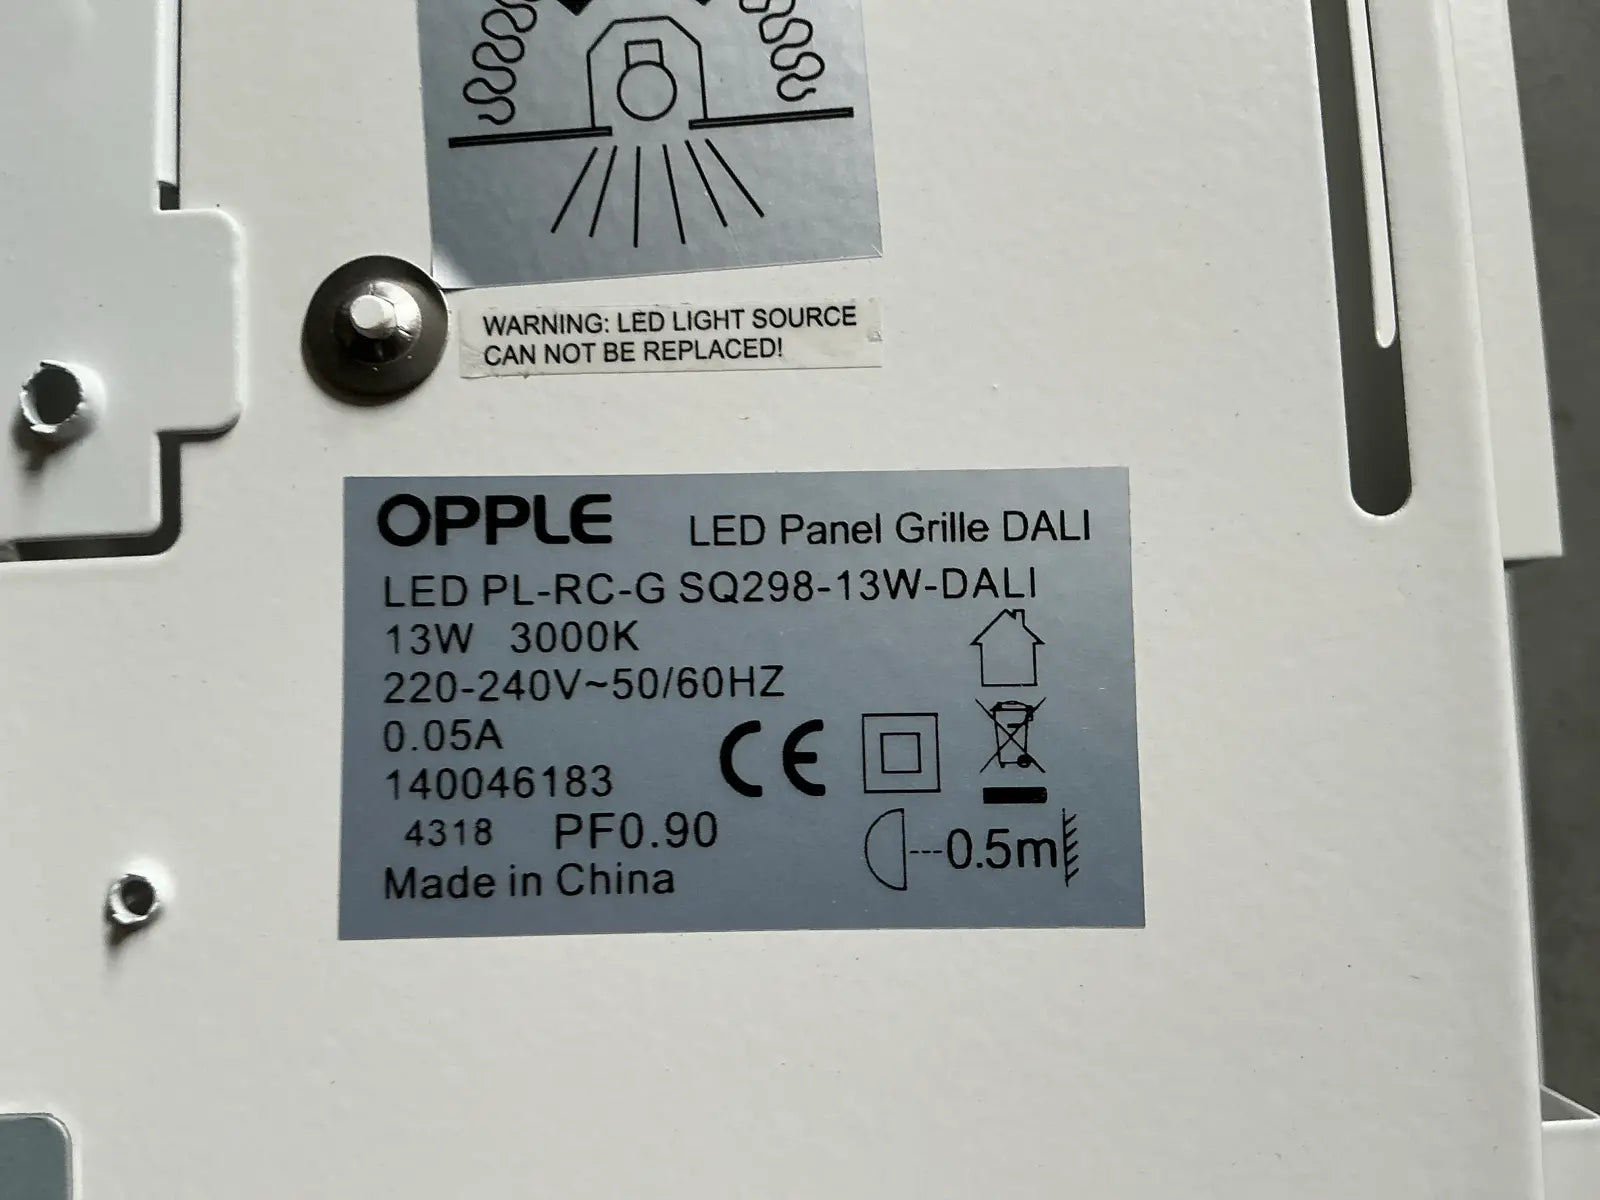 WARNING: LED LIGHT SOURCE
CAN NOT BE REPLACED!
OPPLE LED Panel Grille DALI
LED PL-RC-G SQ298-13W-DALI
13W 3000K
220-240V~50/60HZ
0.05A
140046183
CE
4318 PF0.90
0.5m
Made in China